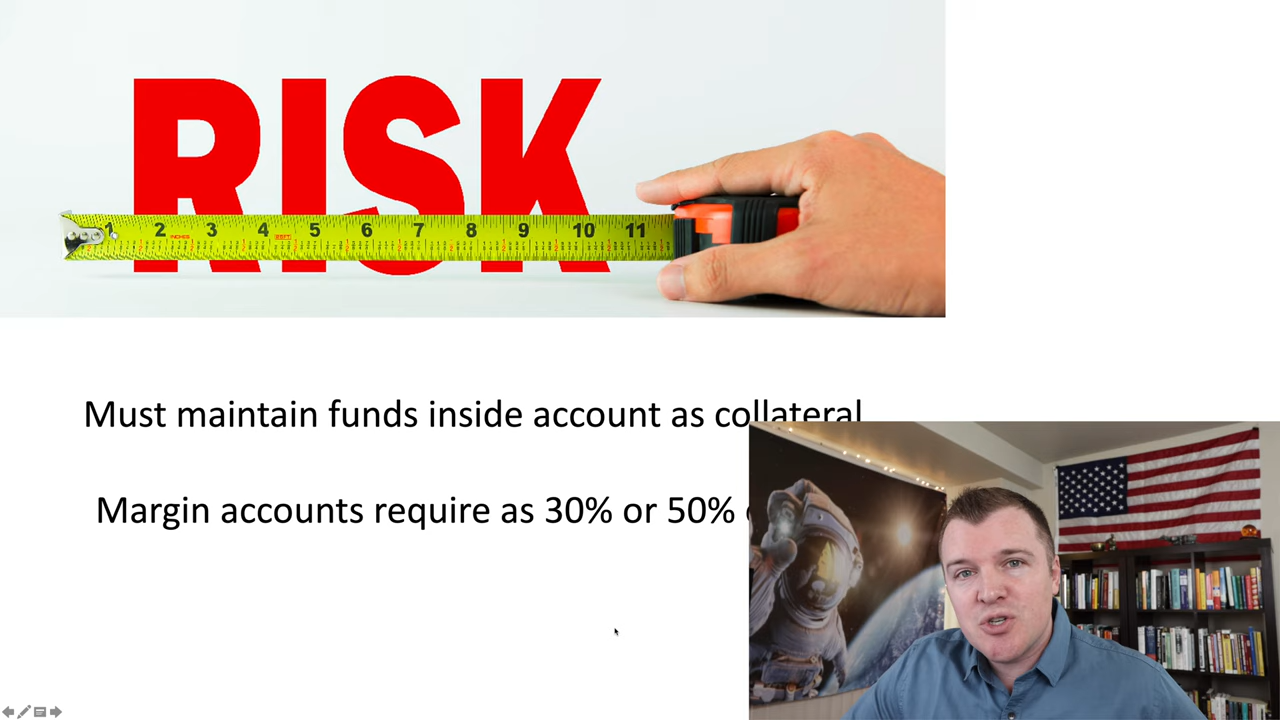 RISK
1 2 3 4 5 6 7 8 9 10 11
Must maintain funds inside account as collateral
Margin accounts require as 30% or 50%